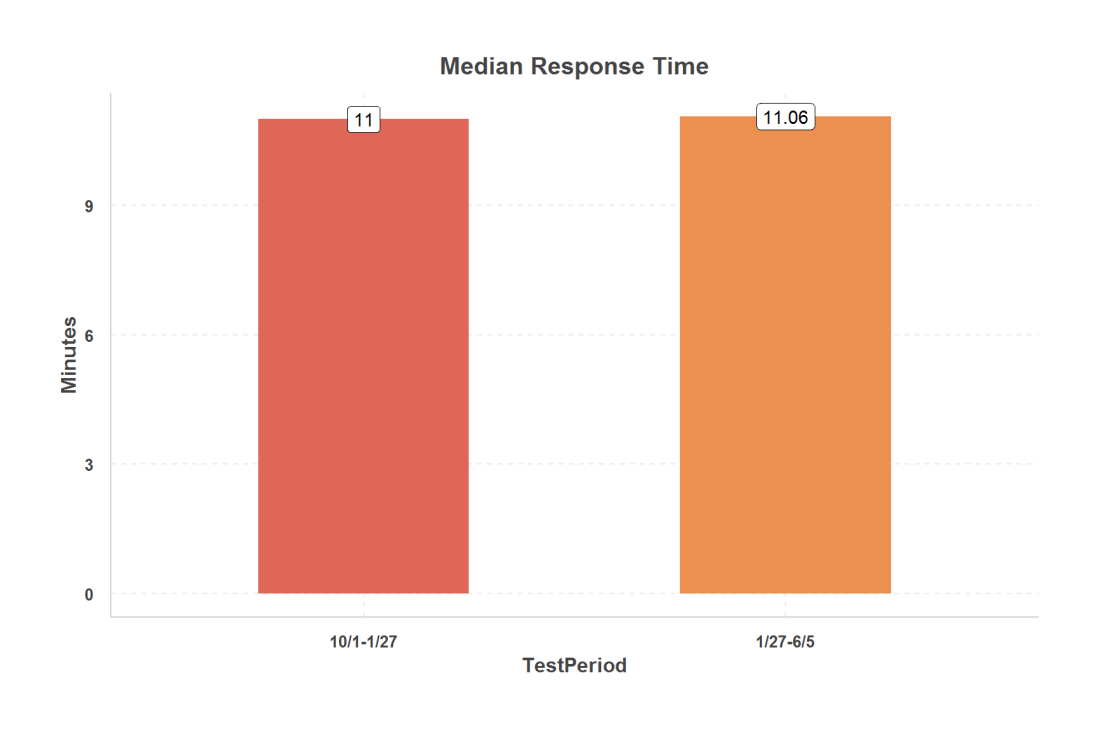 Median Response Time
11
11.06
9
6
3
0
Minutes
10/1-1/27
1/27-6/5
TestPeriod